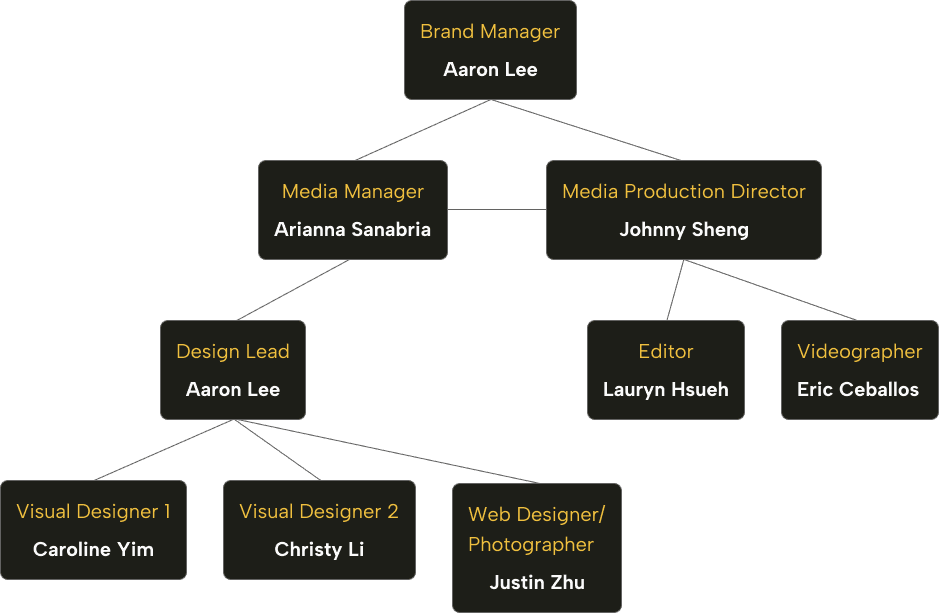 Brand Manager
Aaron Lee
Media Manager
Arianna Sanabria
Media Production Director
Johnny Sheng
Design Lead
Aaron Lee
Editor
Lauryn Hsueh
Videographer
Eric Ceballos
Visual Designer 1
Caroline Yim
Visual Designer 2
Christy Li
Web Designer/
Photographer
Justin Zhu